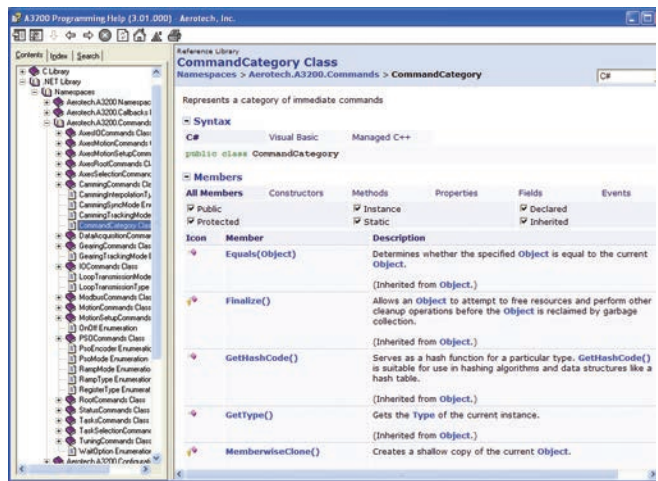 A3200 Programming Help (3.01.000) - Aerotech, Inc.
Contents Index Search
C Library
.NET Library
Namespaces
Aerotech.A3200 Namespac
Aerotech.A3200.Callbacks
Aerotech.A3200.Commands
AxesIOCommands Class
AxesMotionCommands
AxesMotionSetupComm
AxesRootCommands Cl
AxesSelectionCommanc
CammingCommands Cla
CammingInterpolationTy
CammingSyncMode En
CammingTrackingMode
CommandCategory Class
DataAcquisitionCommar
GearingCommands Class
GearingTrackingMode E
IOCommands Class
LoopTransmissionMode
LoopTransmissionType
ModbusCommands Clas
MotionCommands Class
MotionSetupCommands
OnOff Enumeration
PSOCommands Class
PsoEncoder Enumeratic
PsoMode Enumeration
RampMode Enumeratio
RampType Enumeration
RegisterType Enumerat
RootCommands Class
StatusCommands Class
TasksCommands Class
TaskSelectionCommanc
TuningCommands Class
WaitOption Enumeration
Aerotech.A3200.Configurati
Reference Library
CommandCategory Class
Namespaces > Aerotech.A3200.Commands > CommandCategory
C#
Represents a category of immediate commands
Syntax
C# Visual Basic Managed C++
public class CommandCategory
Members
All Members Constructors Methods Properties Fields Events
Public Instance Declared
Protected Static Inherited
Icon Member Description
Equals(Object) Determines whether the specified Object is equal to the current
Object.
(Inherited from Object.)
Finalize() Allows an Object to attempt to free resources and perform other
cleanup operations before the Object is reclaimed by garbage
collection.
(Inherited from Object.)
GetHashCode() Serves as a hash function for a particular type. GetHashCode()
is suitable for use in hashing algorithms and data structures like a
hash table.
(Inherited from Object.)
GetType() Gets the Type of the current instance.
(Inherited from Object.)
MemberwiseClone() Creates a shallow copy of the current Object.